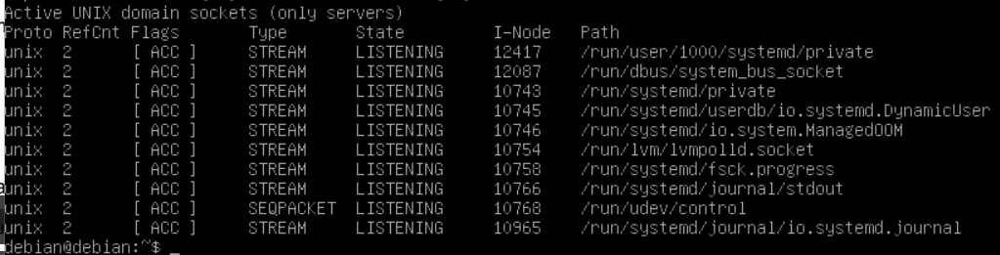 Active UNIX domain sockets (only servers)
Proto RefCnt Flags       Type       State         I-Node   Path
unix  2      [ ACC ]     STREAM     LISTENING     12417    /run/user/1000/systemd/private
unix  2      [ ACC ]     STREAM     LISTENING     12087    /run/dbus/system_bus_socket
unix  2      [ ACC ]     STREAM     LISTENING     10743    /run/systemd/private
unix  2      [ ACC ]     STREAM     LISTENING     10745    /run/systemd/userdb/io.systemd.DynamicUser
unix  2      [ ACC ]     STREAM     LISTENING     10746    /run/systemd/io.system.ManagedOOM
unix  2      [ ACC ]     STREAM     LISTENING     10754    /run/lvm/lvmpolld.socket
unix  2      [ ACC ]     STREAM     LISTENING     10758    /run/systemd/fsck.progress
unix  2      [ ACC ]     STREAM     LISTENING     10766    /run/systemd/journal/stdout
unix  2      [ ACC ]     SEQPACKET  LISTENING     10768    /run/udev/control
unix  2      [ ACC ]     STREAM     LISTENING     10965    /run/systemd/journal/io.systemd.journal
debian@debian:~$ _